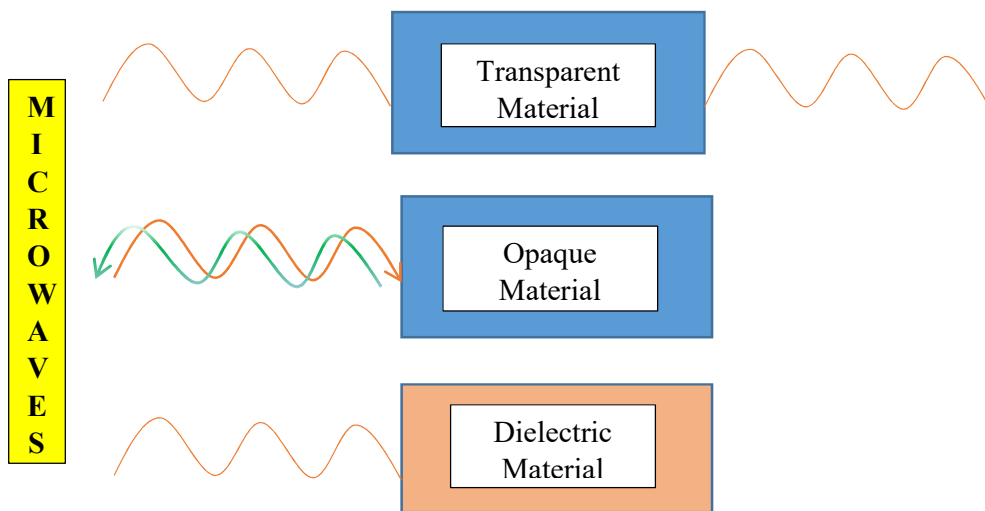 MICROWAVES
Transparent
Material
Opaque
Material
Dielectric
Material